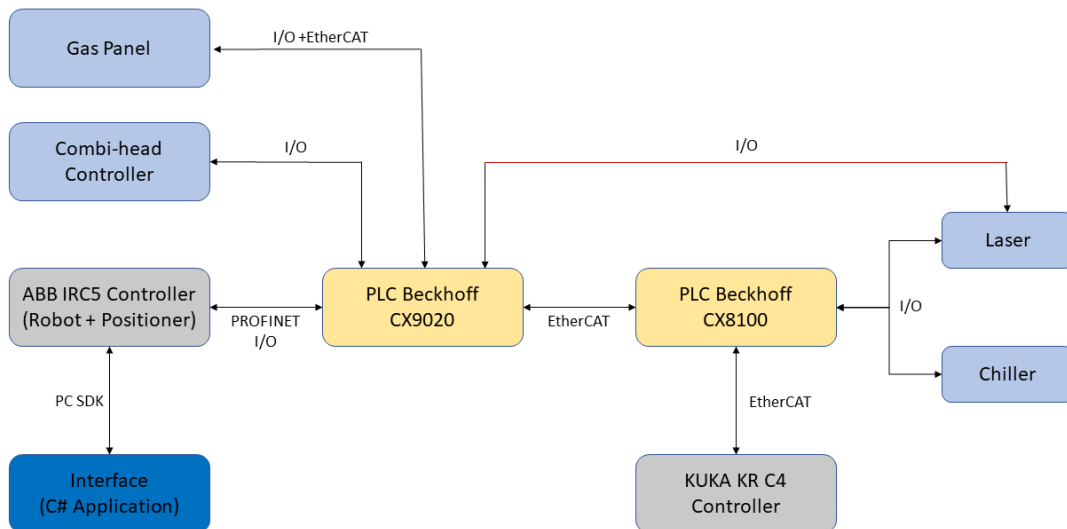 Gas Panel
I/O +EtherCAT
Combi-head
Controller
I/O
I/O
Laser
ABB IRC5 Controller
(Robot + Positioner)
PROFINET
I/O
PLC Beckhoff
CX9020
EtherCAT
PLC Beckhoff
CX8100
I/O
Chiller
PC SDK
EtherCAT
Interface
(C# Application)
KUKA KR C4
Controller